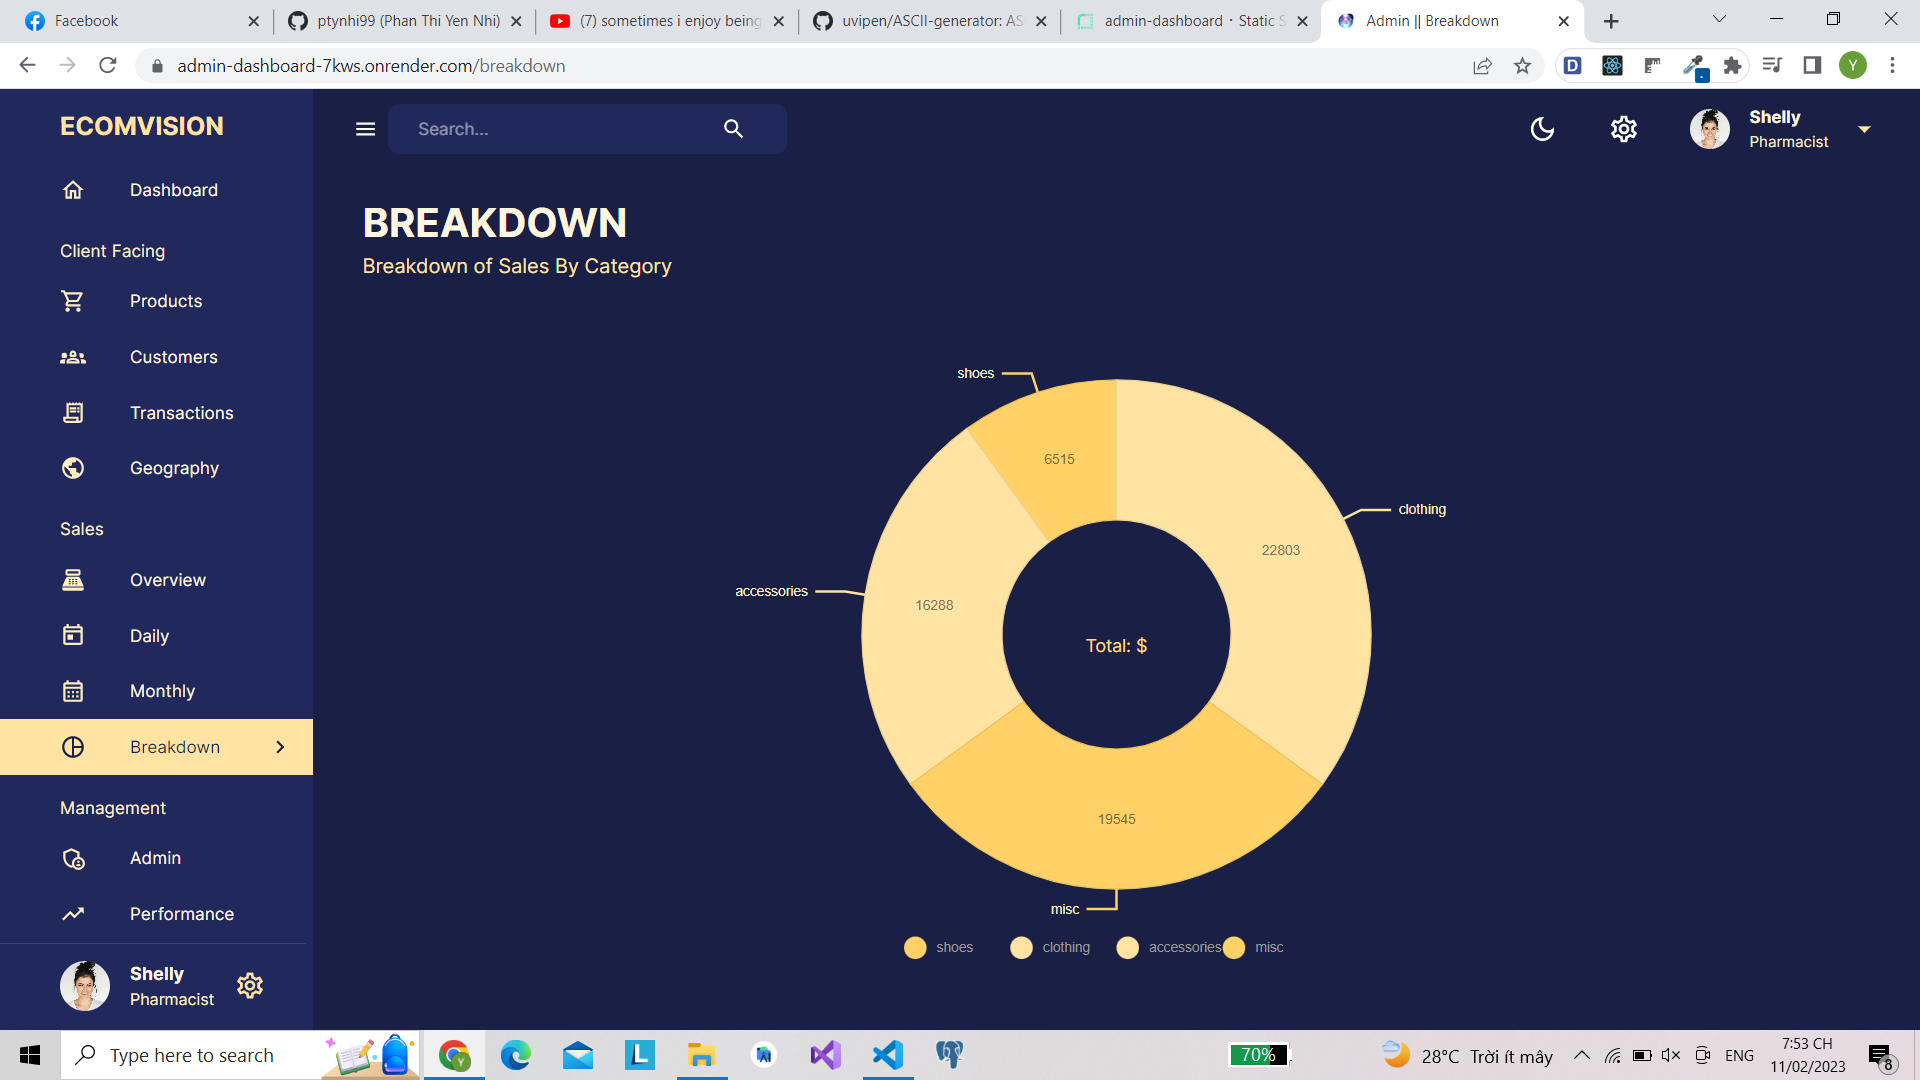 Facebook
ptynhi99 (Phan Thi Yen Nhi)
(7) sometimes i enjoy being
uvipen/ASCII-generator: AS
admin-dashboard · Static S
Admin || Breakdown
admin-dashboard-7kws.onrender.com/breakdown
D
Y
ECOMVISION
Search...
Shelly
Pharmacist
Dashboard
Client Facing
Products
Customers
Transactions
Geography
Sales
Overview
Daily
Monthly
Breakdown
Management
Admin
Performance
Shelly
Pharmacist
BREAKDOWN
Breakdown of Sales By Category
shoes
6515
clothing
22803
accessories
16288
Total: $
19545
misc
shoes
clothing
accessories
misc
Type here to search
Y
L
70%
28°C Trời ít mây
ENG
7:53 CH
11/02/2023
8